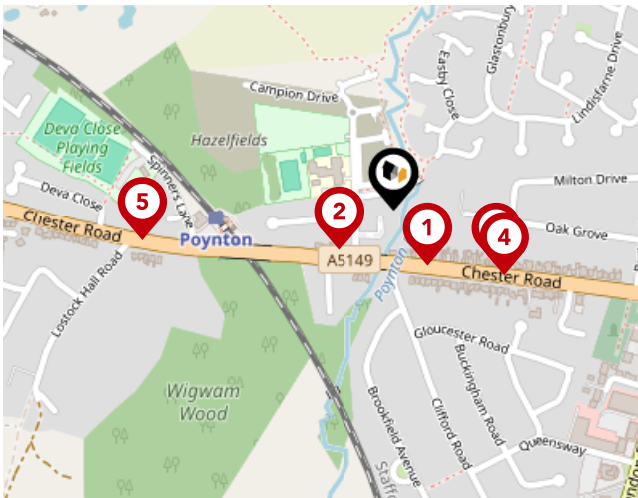 Glastonbury
Easby Close
Lindisfarne Drive
Campion Drive
Deva Close
Playing
Fields
Hazelfields
Spinners Lane
Milton Drive
Deva Close
5
2
1
4
Oak Grove
Chester Road
Poynton
A5149
Poynton
Chester Road
Lostock Hall Road
Gloucester Road
Wigwam
Wood
Brookfield Avenue
Clifford Road
Buckingham Road
Queensway